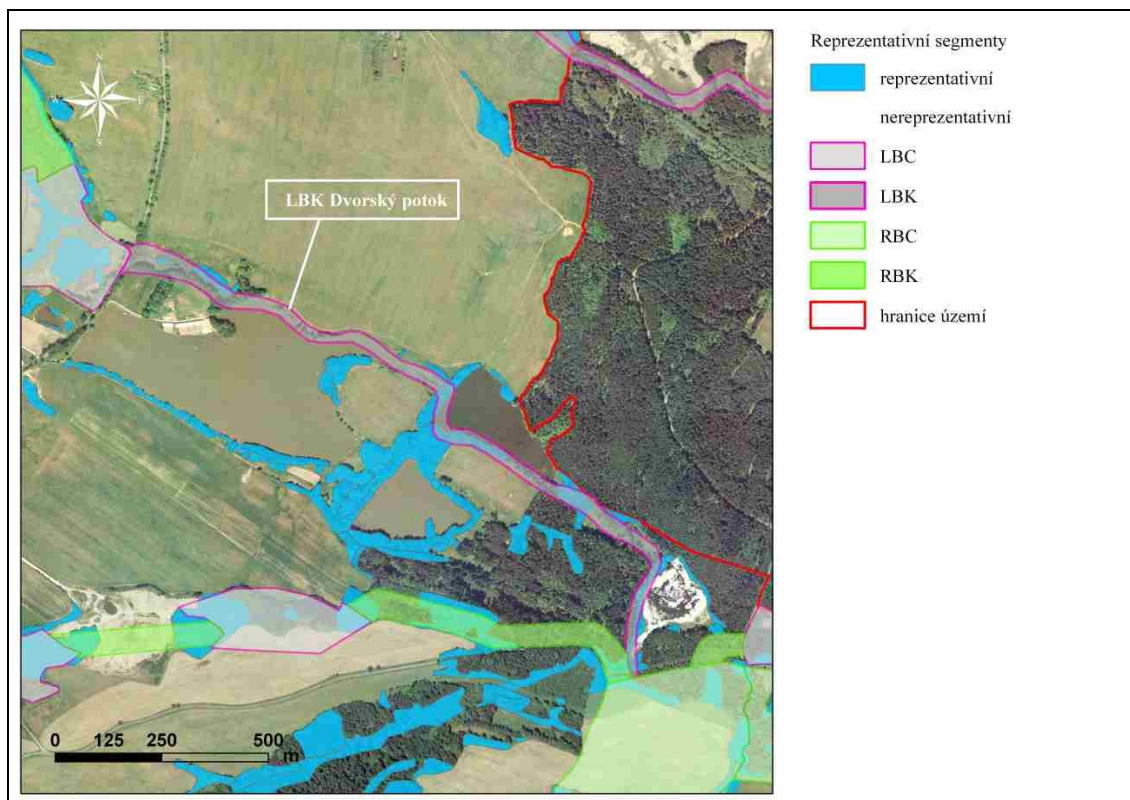 N
W
E
S
LBK Dvorský potok
0 125 250 500
m
Reprezentativní segmenty
reprezentativní
nereprezentativní
LBC
LBK
RBC
RBK
hranice území